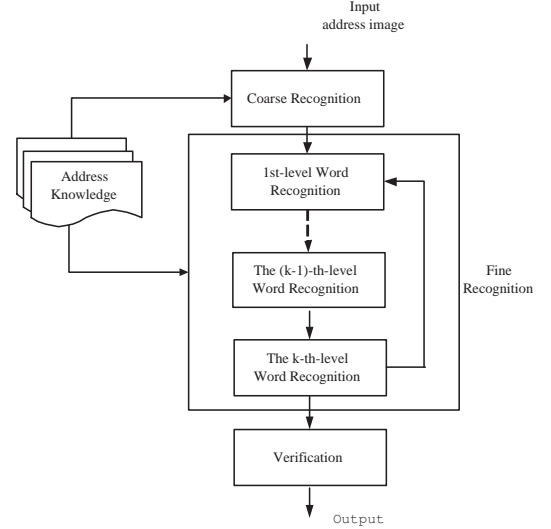 Input
address image
Coarse Recognition
Address
Knowledge
1st-level Word
Recognition
The (k-1)-th-level
Word Recognition
Fine
Recognition
The k-th-level
Word Recognition
Verification
Output